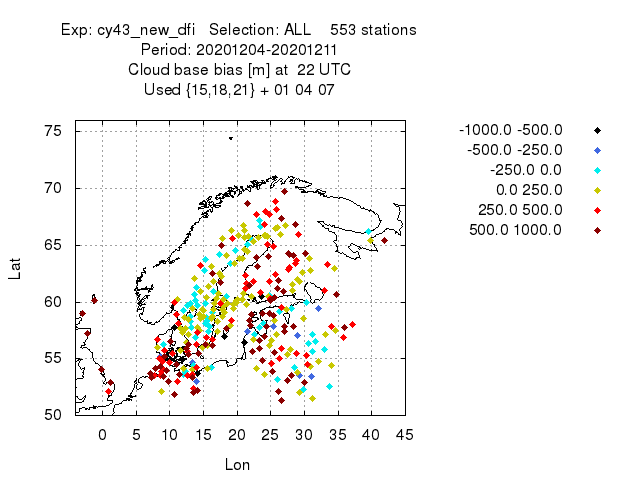 Exp: cy43_new_dfi   Selection: ALL    553 stations
Period: 20201204-20201211
Cloud base bias [m] at  22 UTC
Used {15,18,21} + 01 04 07
-1000.0 -500.0
-500.0 -250.0
-250.0 0.0
0.0 250.0
250.0 500.0
500.0 1000.0
Lat
75
70
65
60
55
50
0 5 10 15 20 25 30 35 40 45
Lon